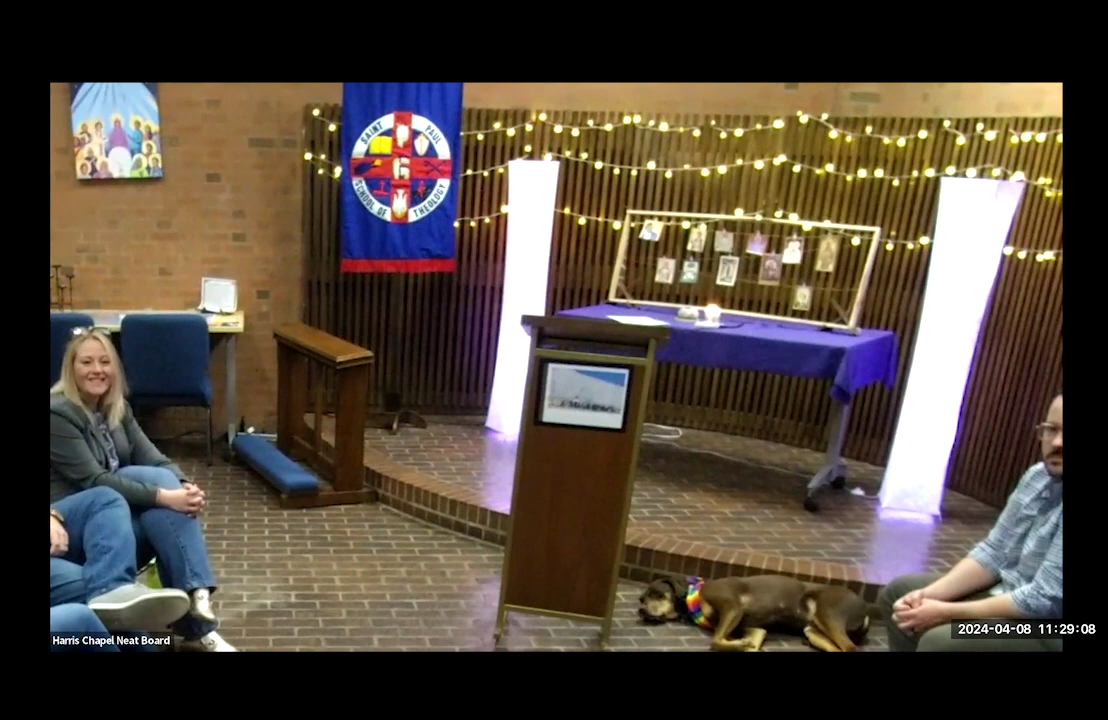 SAINT PAUL
SCHOOL OF THEOLOGY
Harris Chapel Neat Board
2024-04-08 11:29:08